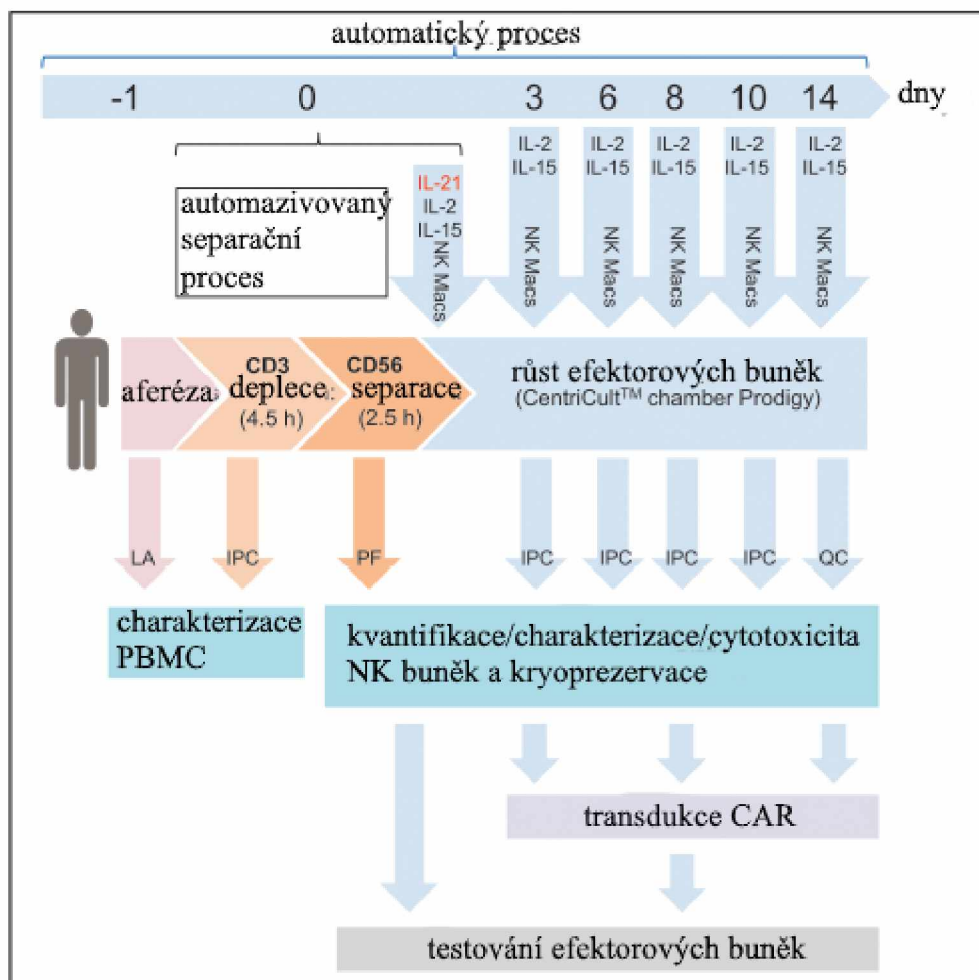 automatický proces
-1 0 3 6 8 10 14 dny
IL-21
IL-2
IL-15
NK Macs
IL-2
IL-15
NK Macs
IL-2
IL-15
NK Macs
IL-2
IL-15
NK Macs
IL-2
IL-15
NK Macs
IL-2
IL-15
NK Macs
automazivovaný
separační
proces
aferéza
CD3
deplece
(4.5 h)
CD56
separace
(2.5 h)
růst efektorových buněk
(CentriCult™ chamber Prodigy)
LA IPC PF IPC IPC IPC IPC QC
charakterizace
PBMC
kvantifikace/charakterizace/cytotoxicita
NK buněk a kryoprezervace
transdukce CAR
testování efektorových buněk